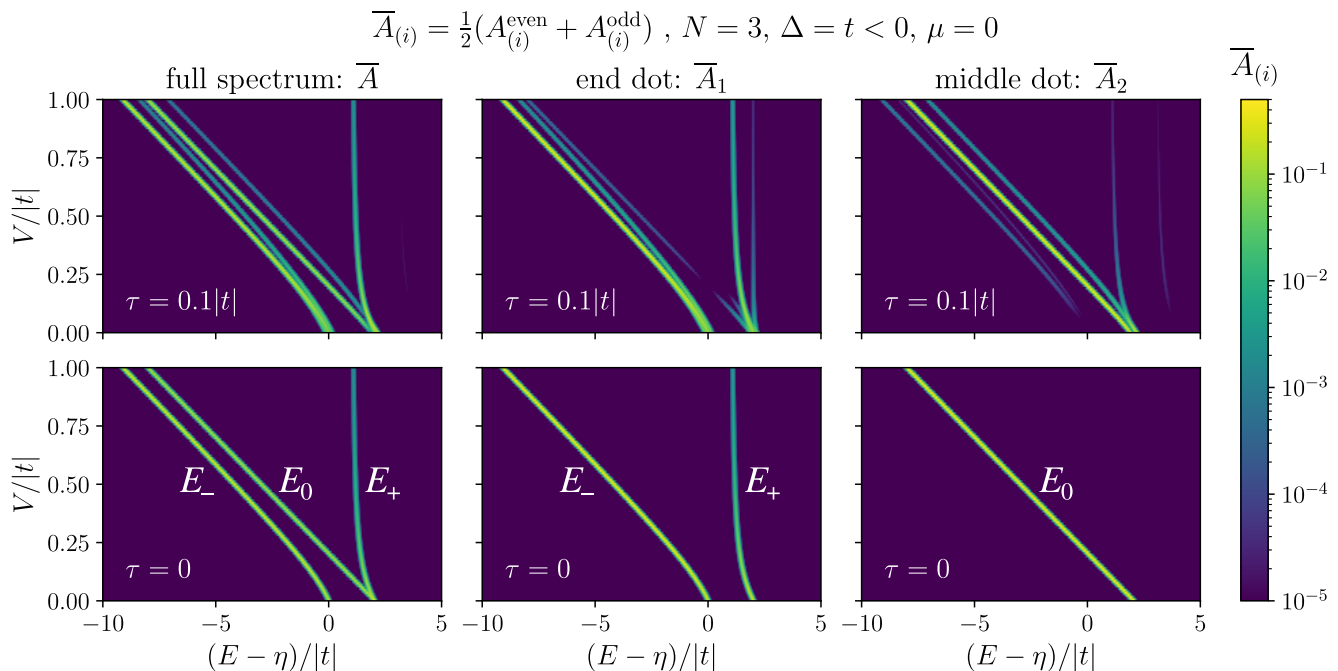 $\overline{A}_{(i)} = \frac{1}{2}(A_{(i)}^{\mathrm{even}} + A_{(i)}^{\mathrm{odd}})$ , $N = 3$, $\Delta = t < 0$, $\mu = 0$
full spectrum: $\overline{A}$
end dot: $\overline{A}_1$
middle dot: $\overline{A}_2$
$\overline{A}_{(i)}$
1.00
0.75
0.50
0.25
0.00
$V/|t|$
$\tau = 0.1|t|$
$\tau = 0.1|t|$
$\tau = 0.1|t|$
$10^{-1}$
$10^{-2}$
$10^{-3}$
$10^{-4}$
$10^{-5}$
1.00
0.75
0.50
0.25
0.00
$V/|t|$
$E_-$ $E_0$ $E_+$
$\tau = 0$
$E_-$ $E_+$
$\tau = 0$
$E_0$
$\tau = 0$
−10 −5 0 5
−10 −5 0 5
−10 −5 0 5
$(E - \eta)/|t|$
$(E - \eta)/|t|$
$(E - \eta)/|t|$